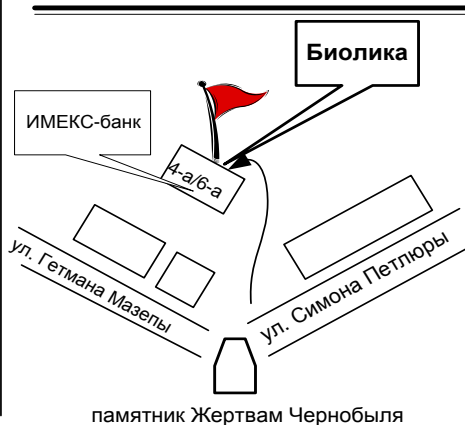 Биолика
ИМЕКС-банк
4-а/6-а
ул. Гетмана Мазепы
ул. Симона Петлюры
памятник Жертвам Чернобыля